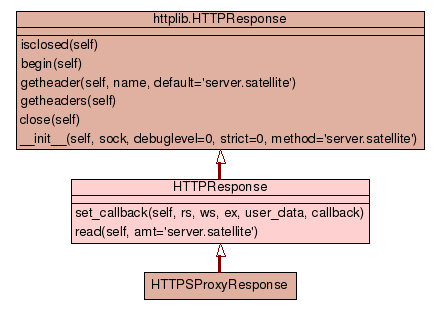 httplib.HTTPResponse
isclosed(self)
begin(self)
getheader(self, name, default='server.satellite')
getheaders(self)
close(self)
__init__(self, sock, debuglevel=0, strict=0, method='server.satellite')
HTTPResponse
set_callback(self, rs, ws, ex, user_data, callback)
read(self, amt='server.satellite')
HTTPSProxyResponse